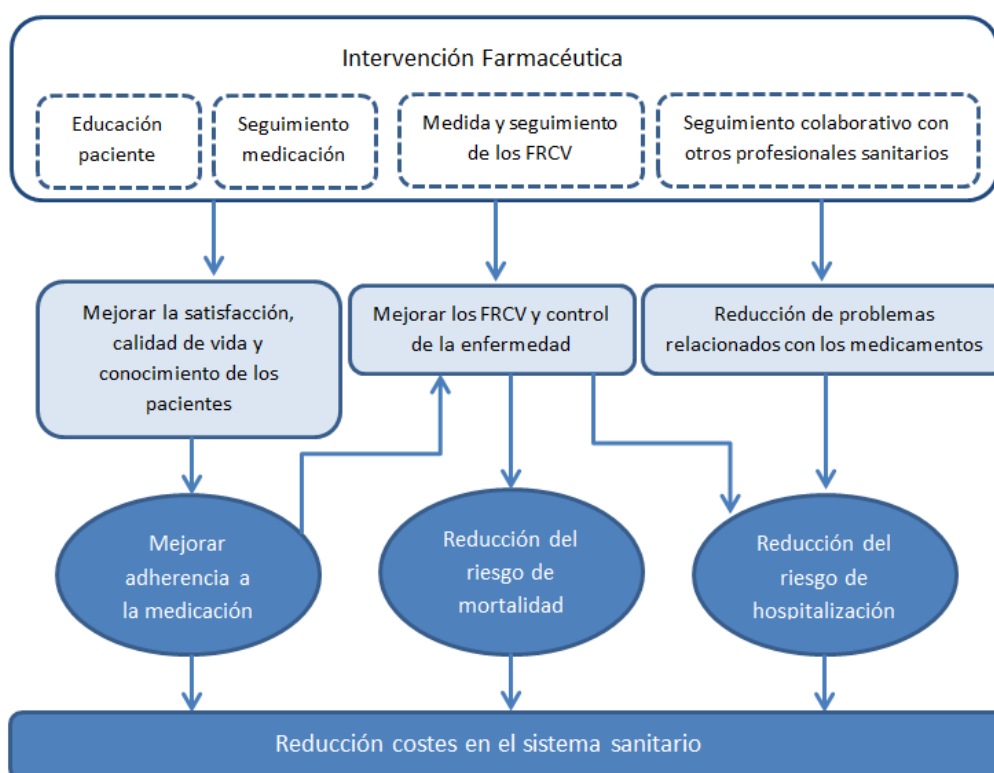 Intervención Farmacéutica
Educación
paciente
Seguimiento
medicación
Medida y seguimiento
de los FRCV
Seguimiento colaborativo con
otros profesionales sanitarios
Mejorar la satisfacción,
calidad de vida y
conocimiento de los
pacientes
Mejorar los FRCV y control
de la enfermedad
Reducción de problemas
relacionados con los medicamentos
Mejorar
adherencia a
la medicación
Reducción del
riesgo de
mortalidad
Reducción del
riesgo de
hospitalización
Reducción costes en el sistema sanitario